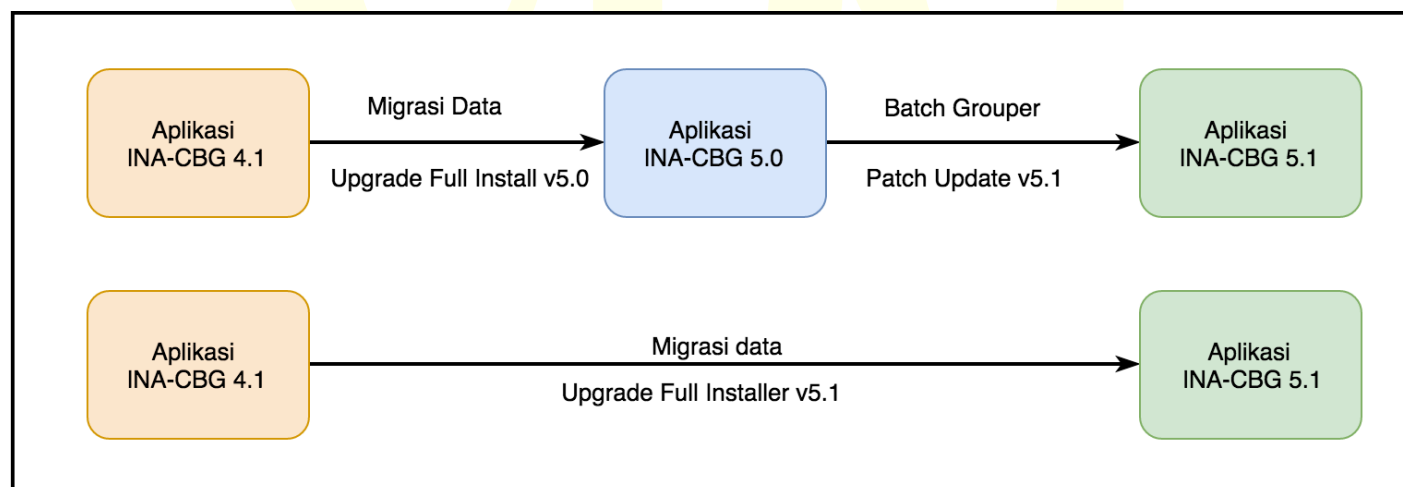 Aplikasi
INA-CBG 4.1
Migrasi Data
Upgrade Full Install v5.0
Aplikasi
INA-CBG 5.0
Batch Grouper
Patch Update v5.1
Aplikasi
INA-CBG 5.1
Aplikasi
INA-CBG 4.1
Migrasi data
Upgrade Full Installer v5.1
Aplikasi
INA-CBG 5.1